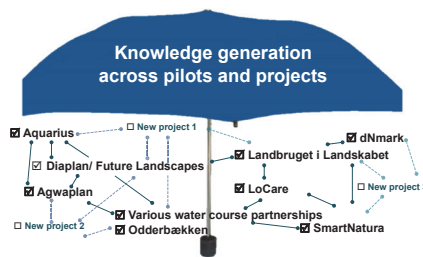 Knowledge generation
across pilots and projects
☑ Aquarius
☐ New project 1
☑ dNmark
☑ Diaplan/ Future Landscapes
☑ Landbruget i Landskabet
☑ Agwaplan
☑ LoCare
☐ New project
☑ Various water course partnerships
☐ New project 2
☑ Odderbækken
☑ SmartNatura